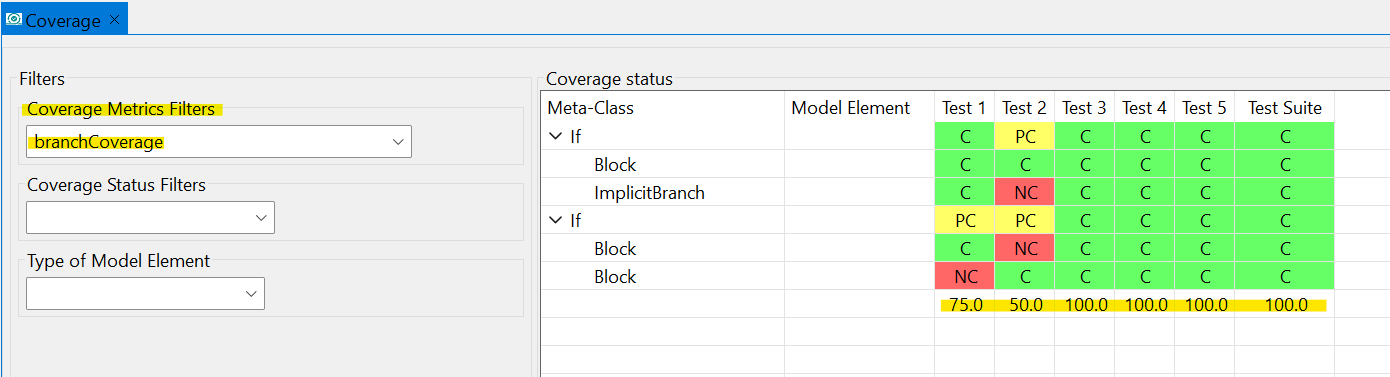 Coverage
Filters
Coverage Metrics Filters
branchCoverage
Coverage Status Filters
Type of Model Element
Coverage status
Meta-Class Model Element Test 1 Test 2 Test 3 Test 4 Test 5 Test Suite
If C PC C C C C
Block C C C C C C
ImplicitBranch C NC C C C C
If PC PC C C C C
Block C NC C C C C
Block NC C C C C C
75.0 50.0 100.0 100.0 100.0 100.0